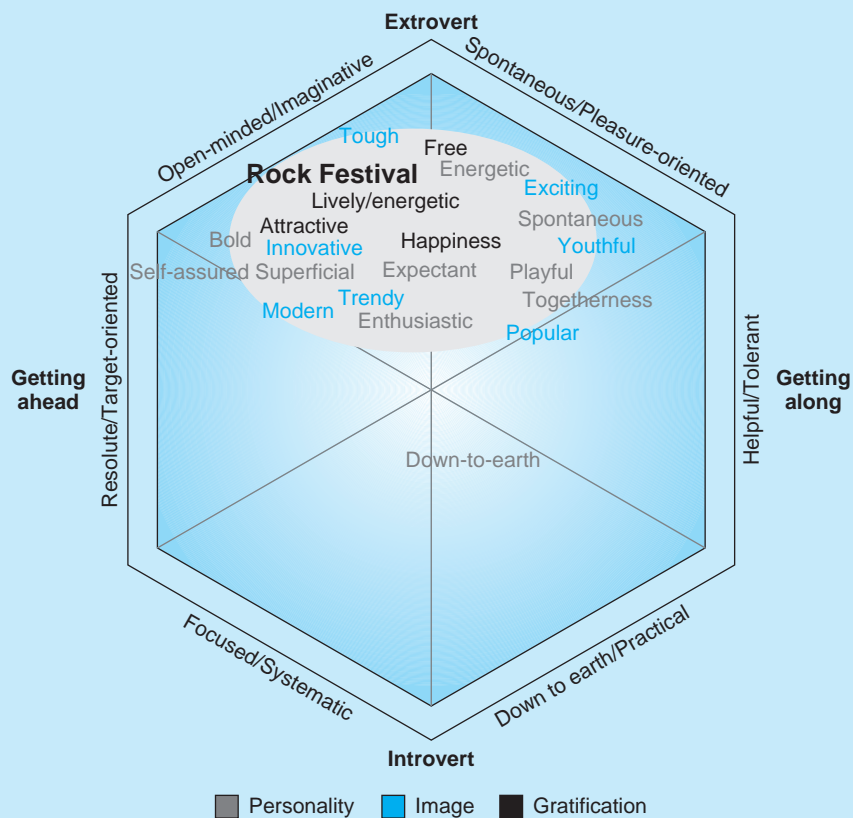 Extrovert
Open-minded/Imaginative
Spontaneous/Pleasure-oriented
Tough
Free
Energetic
Rock Festival
Exciting
Lively/energetic
Spontaneous
Attractive
Bold
Happiness
Innovative
Youthful
Self-assured Superficial
Expectant
Playful
Trendy
Togetherness
Modern
Enthusiastic
Popular
Getting
ahead
Resolute/Target-oriented
Helpful/Tolerant
Getting
along
Down-to-earth
Focused/Systematic
Down to earth/Practical
Introvert
Personality Image Gratification